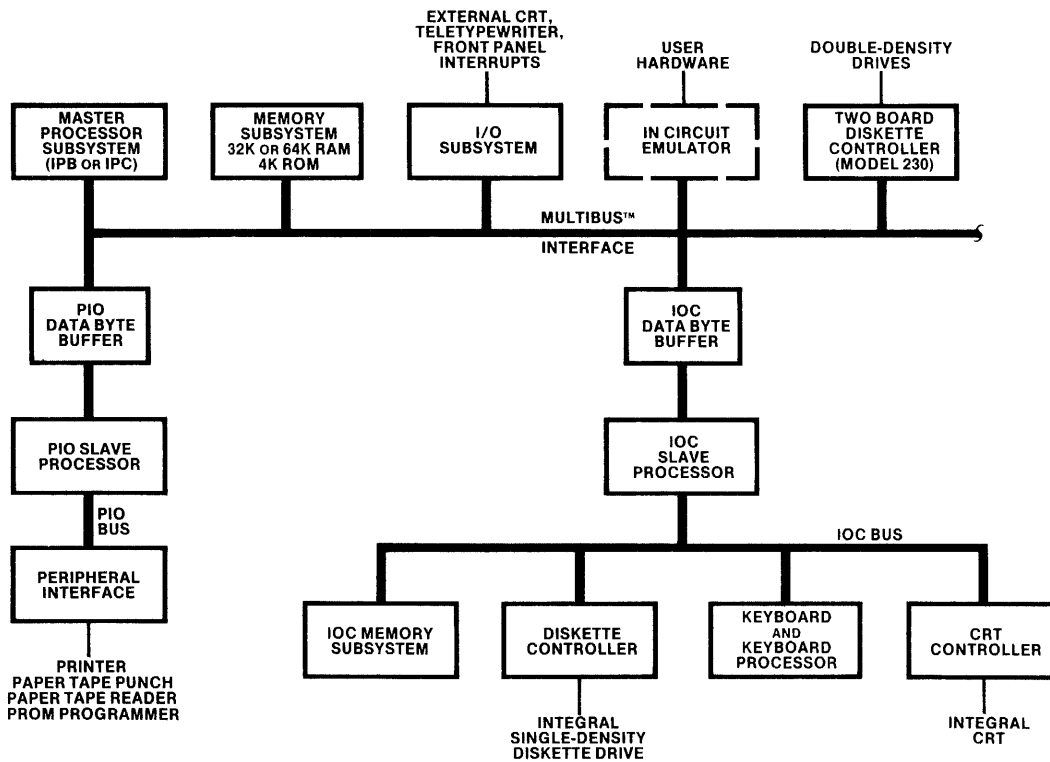 EXTERNAL CRT,
TELETYPEWRITER,
FRONT PANEL
INTERRUPTS
USER
HARDWARE
DOUBLE-DENSITY
DRIVES
MASTER
PROCESSOR
SUBSYSTEM
(IPB OR IPC)
MEMORY
SUBSYSTEM
32K OR 64K RAM
4K ROM
I/O
SUBSYSTEM
IN CIRCUIT
EMULATOR
TWO BOARD
DISKETTE
CONTROLLER
(MODEL 230)
MULTIBUS™
INTERFACE
PIO
DATA BYTE
BUFFER
IOC
DATA BYTE
BUFFER
PIO SLAVE
PROCESSOR
IOC
SLAVE
PROCESSOR
PIO
BUS
IOC BUS
PERIPHERAL
INTERFACE
IOC MEMORY
SUBSYSTEM
DISKETTE
CONTROLLER
KEYBOARD
AND
KEYBOARD
PROCESSOR
CRT
CONTROLLER
PRINTER
PAPER TAPE PUNCH
PAPER TAPE READER
PROM PROGRAMMER
INTEGRAL
SINGLE-DENSITY
DISKETTE DRIVE
INTEGRAL
CRT